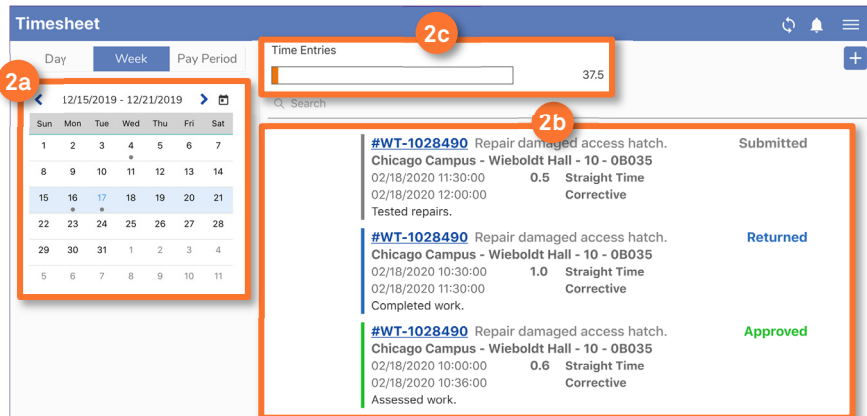 Timesheet
Day Week Pay Period
2a
12/15/2019 - 12/21/2019
Sun Mon Tue Wed Thu Fri Sat
1 2 3 4 5 6 7
8 9 10 11 12 13 14
15 16 17 18 19 20 21
22 23 24 25 26 27 28
29 30 31 1 2 3 4
5 6 7 8 9 10 11
2c
Time Entries
37.5
Search
2b
#WT-1028490 Repair damaged access hatch. Submitted
Chicago Campus - Wieboldt Hall - 10 - 0B035
02/18/2020 11:30:00 0.5 Straight Time
02/18/2020 12:00:00 Corrective
Tested repairs.
#WT-1028490 Repair damaged access hatch. Returned
Chicago Campus - Wieboldt Hall - 10 - 0B035
02/18/2020 10:30:00 1.0 Straight Time
02/18/2020 11:30:00 Corrective
Completed work.
#WT-1028490 Repair damaged access hatch. Approved
Chicago Campus - Wieboldt Hall - 10 - 0B035
02/18/2020 10:00:00 0.6 Straight Time
02/18/2020 10:36:00 Corrective
Assessed work.